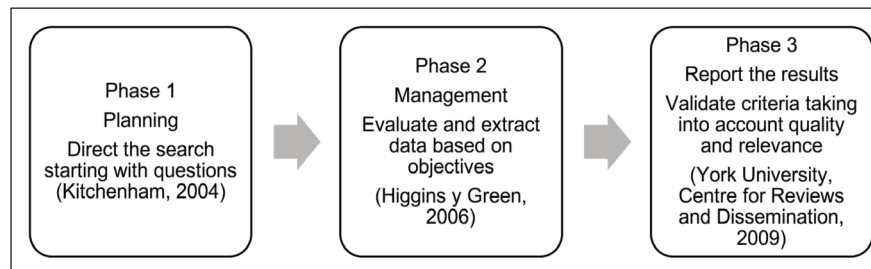 Phase 1
Planning
Direct the search
starting with questions
(Kitchenham, 2004)
Phase 2
Management
Evaluate and extract
data based on
objectives
(Higgins y Green,
2006)
Phase 3
Report the results
Validate criteria taking
into account quality
and relevance
(York University,
Centre for Reviews
and Dissemination,
2009)